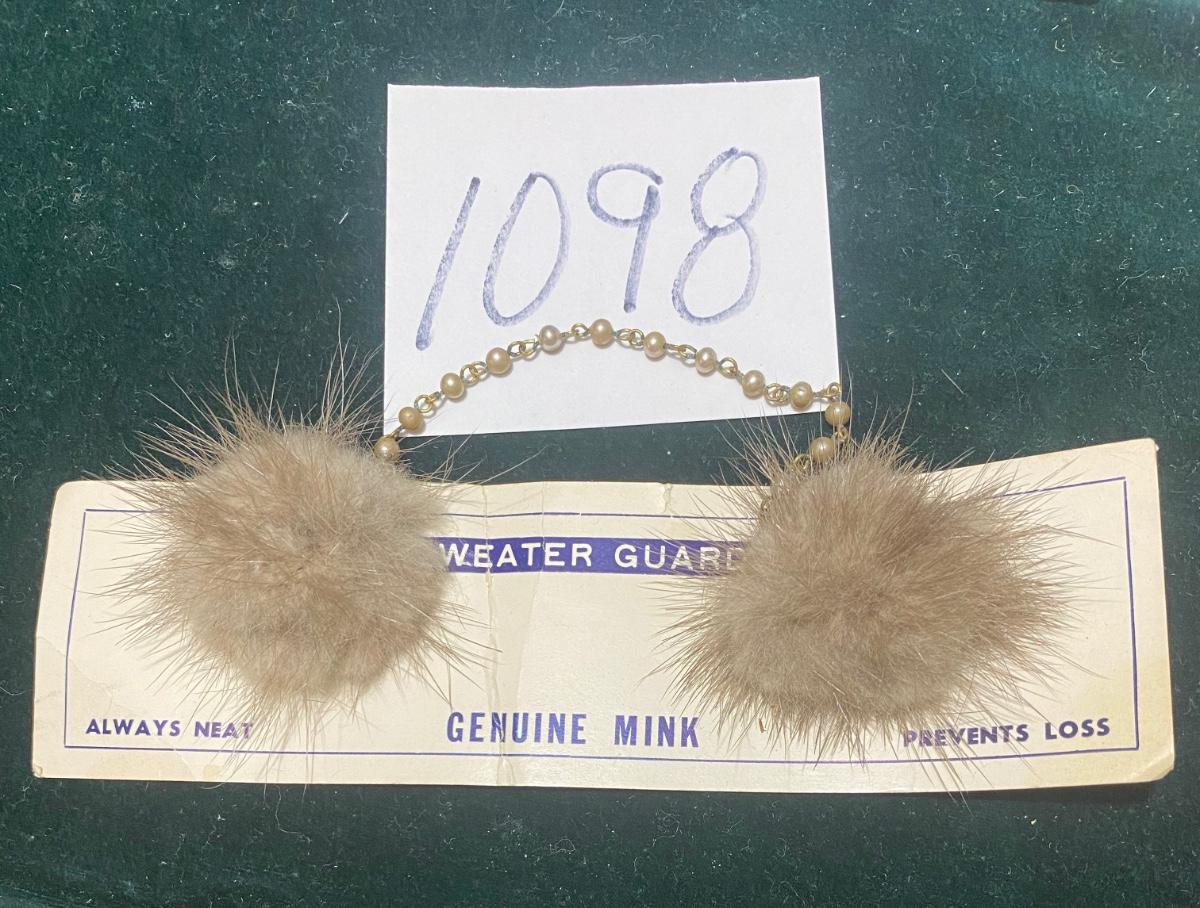 1098
WEATER GUARD
ALWAYS NEAT
GENUINE MINK
PREVENTS LOSS